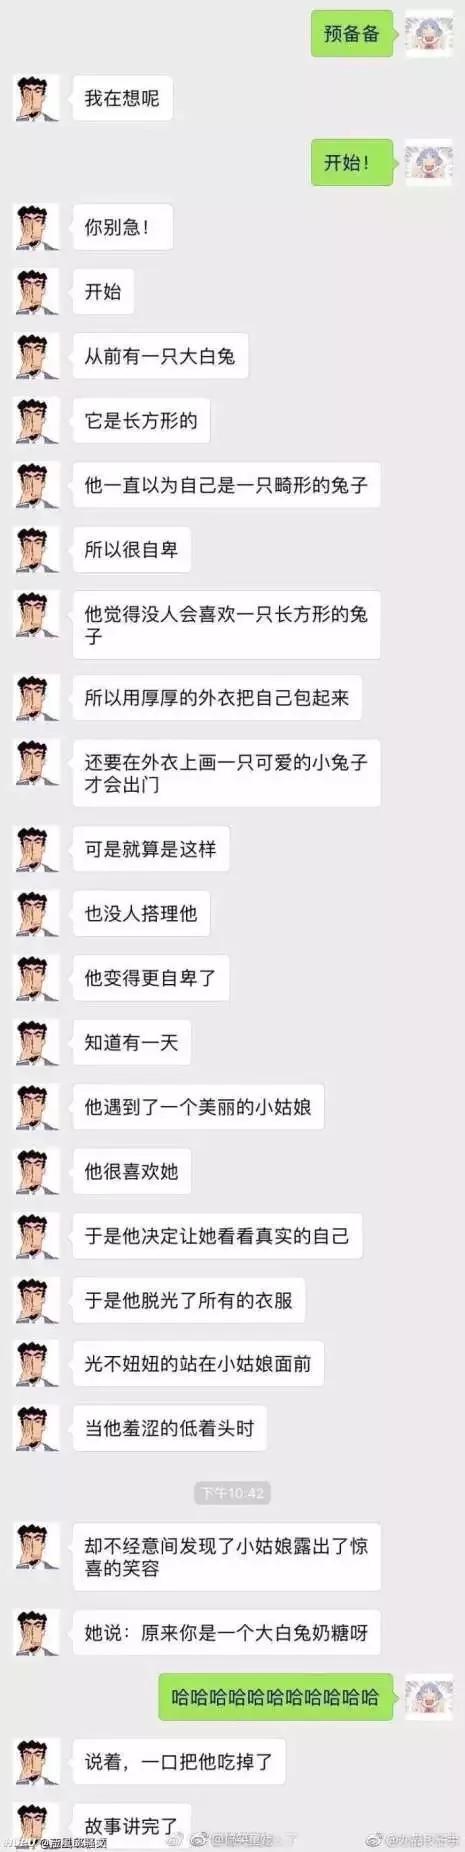 预备备
我在想呢
开始！
你别急！
开始
从前有一只大白兔
它是长方形的
他一直以为自己是一只畸形的兔子
所以很自卑
他觉得没人会喜欢一只长方形的兔
子
所以用厚厚的外衣把自己包起来
还要在外衣上画一只可爱的小兔子
才会出门
可是就算是这样
也没人搭理他
他变得更自卑了
知道有一天
他遇到了一个美丽的小姑娘
他很喜欢她
于是他决定让她看看真实的自己
于是他脱光了所有的衣服
光不妞妞的站在小姑娘面前
当他羞涩的低着头时
下午10:42
却不经意间发现了小姑娘露出了惊
喜的笑容
她说：原来你是一个大白兔奶糖呀
哈哈哈哈哈哈哈哈哈哈哈
说着，一口把他吃掉了
故事讲完了